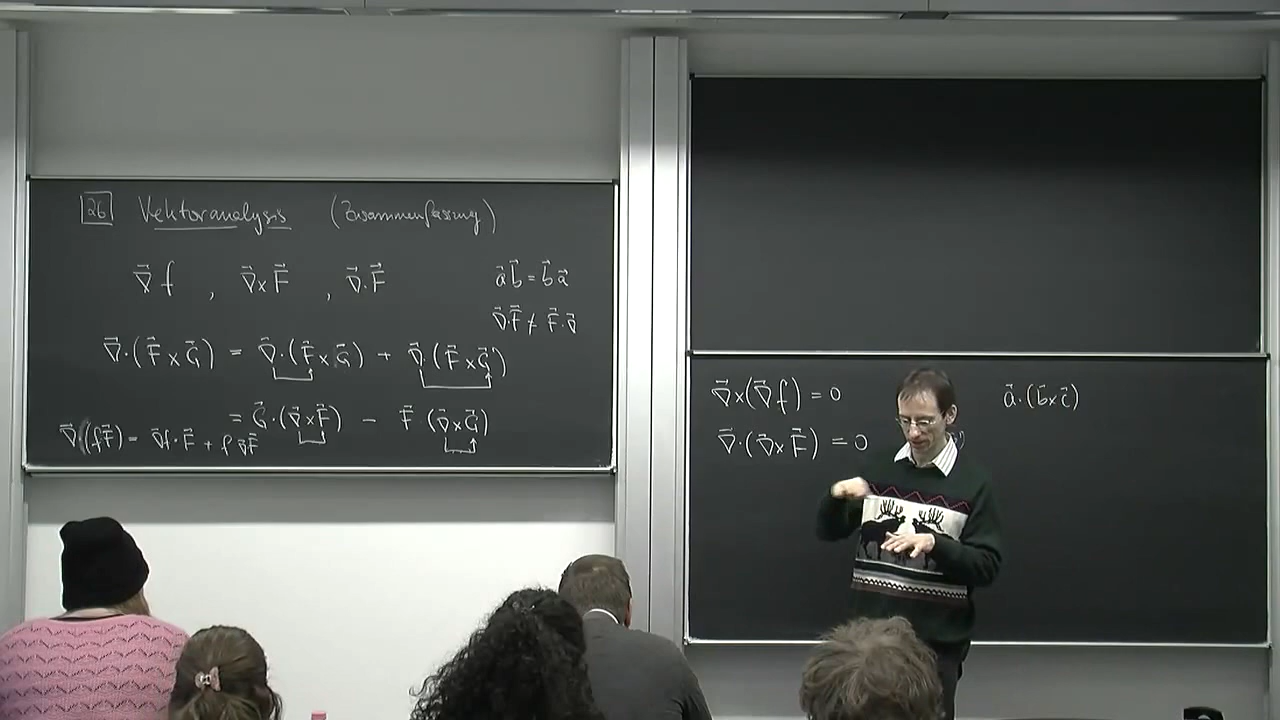 26 Vektoranalysis (Zusammenfassung)
∇⃗f , ∇⃗×F⃗ , ∇⃗·F⃗
a⃗b⃗ = b⃗a⃗
∇⃗·F⃗ ≠ F⃗·∇⃗
∇⃗·(F⃗×G⃗) = ∇⃗·(F⃗×G⃗) + ∇⃗·(F⃗×G⃗)
= G⃗·(∇⃗×F⃗) - F⃗(∇⃗×G⃗)
∇⃗·(fF⃗) = ∇⃗f·F⃗ + f∇⃗F⃗
∇⃗×(∇⃗f) = 0
∇⃗·(∇⃗×F⃗) = 0
a⃗·(b⃗×c⃗)